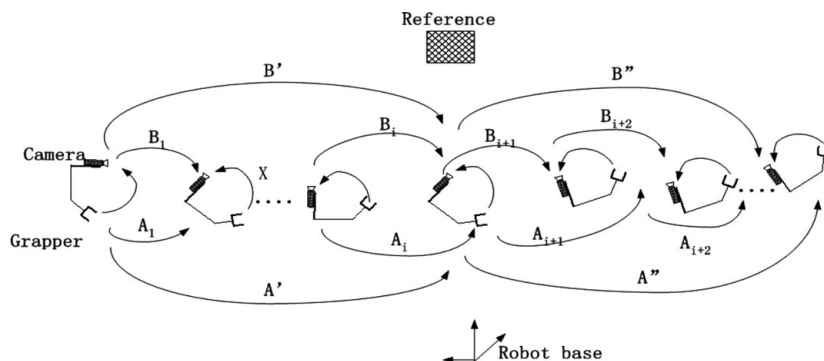 Reference
B'
B"
B₁
Bᵢ
Bᵢ₊₁
Bᵢ₊₂
Camera
X
Grapper
A₁
Aᵢ
Aᵢ₊₁
Aᵢ₊₂
A'
A"
Robot base